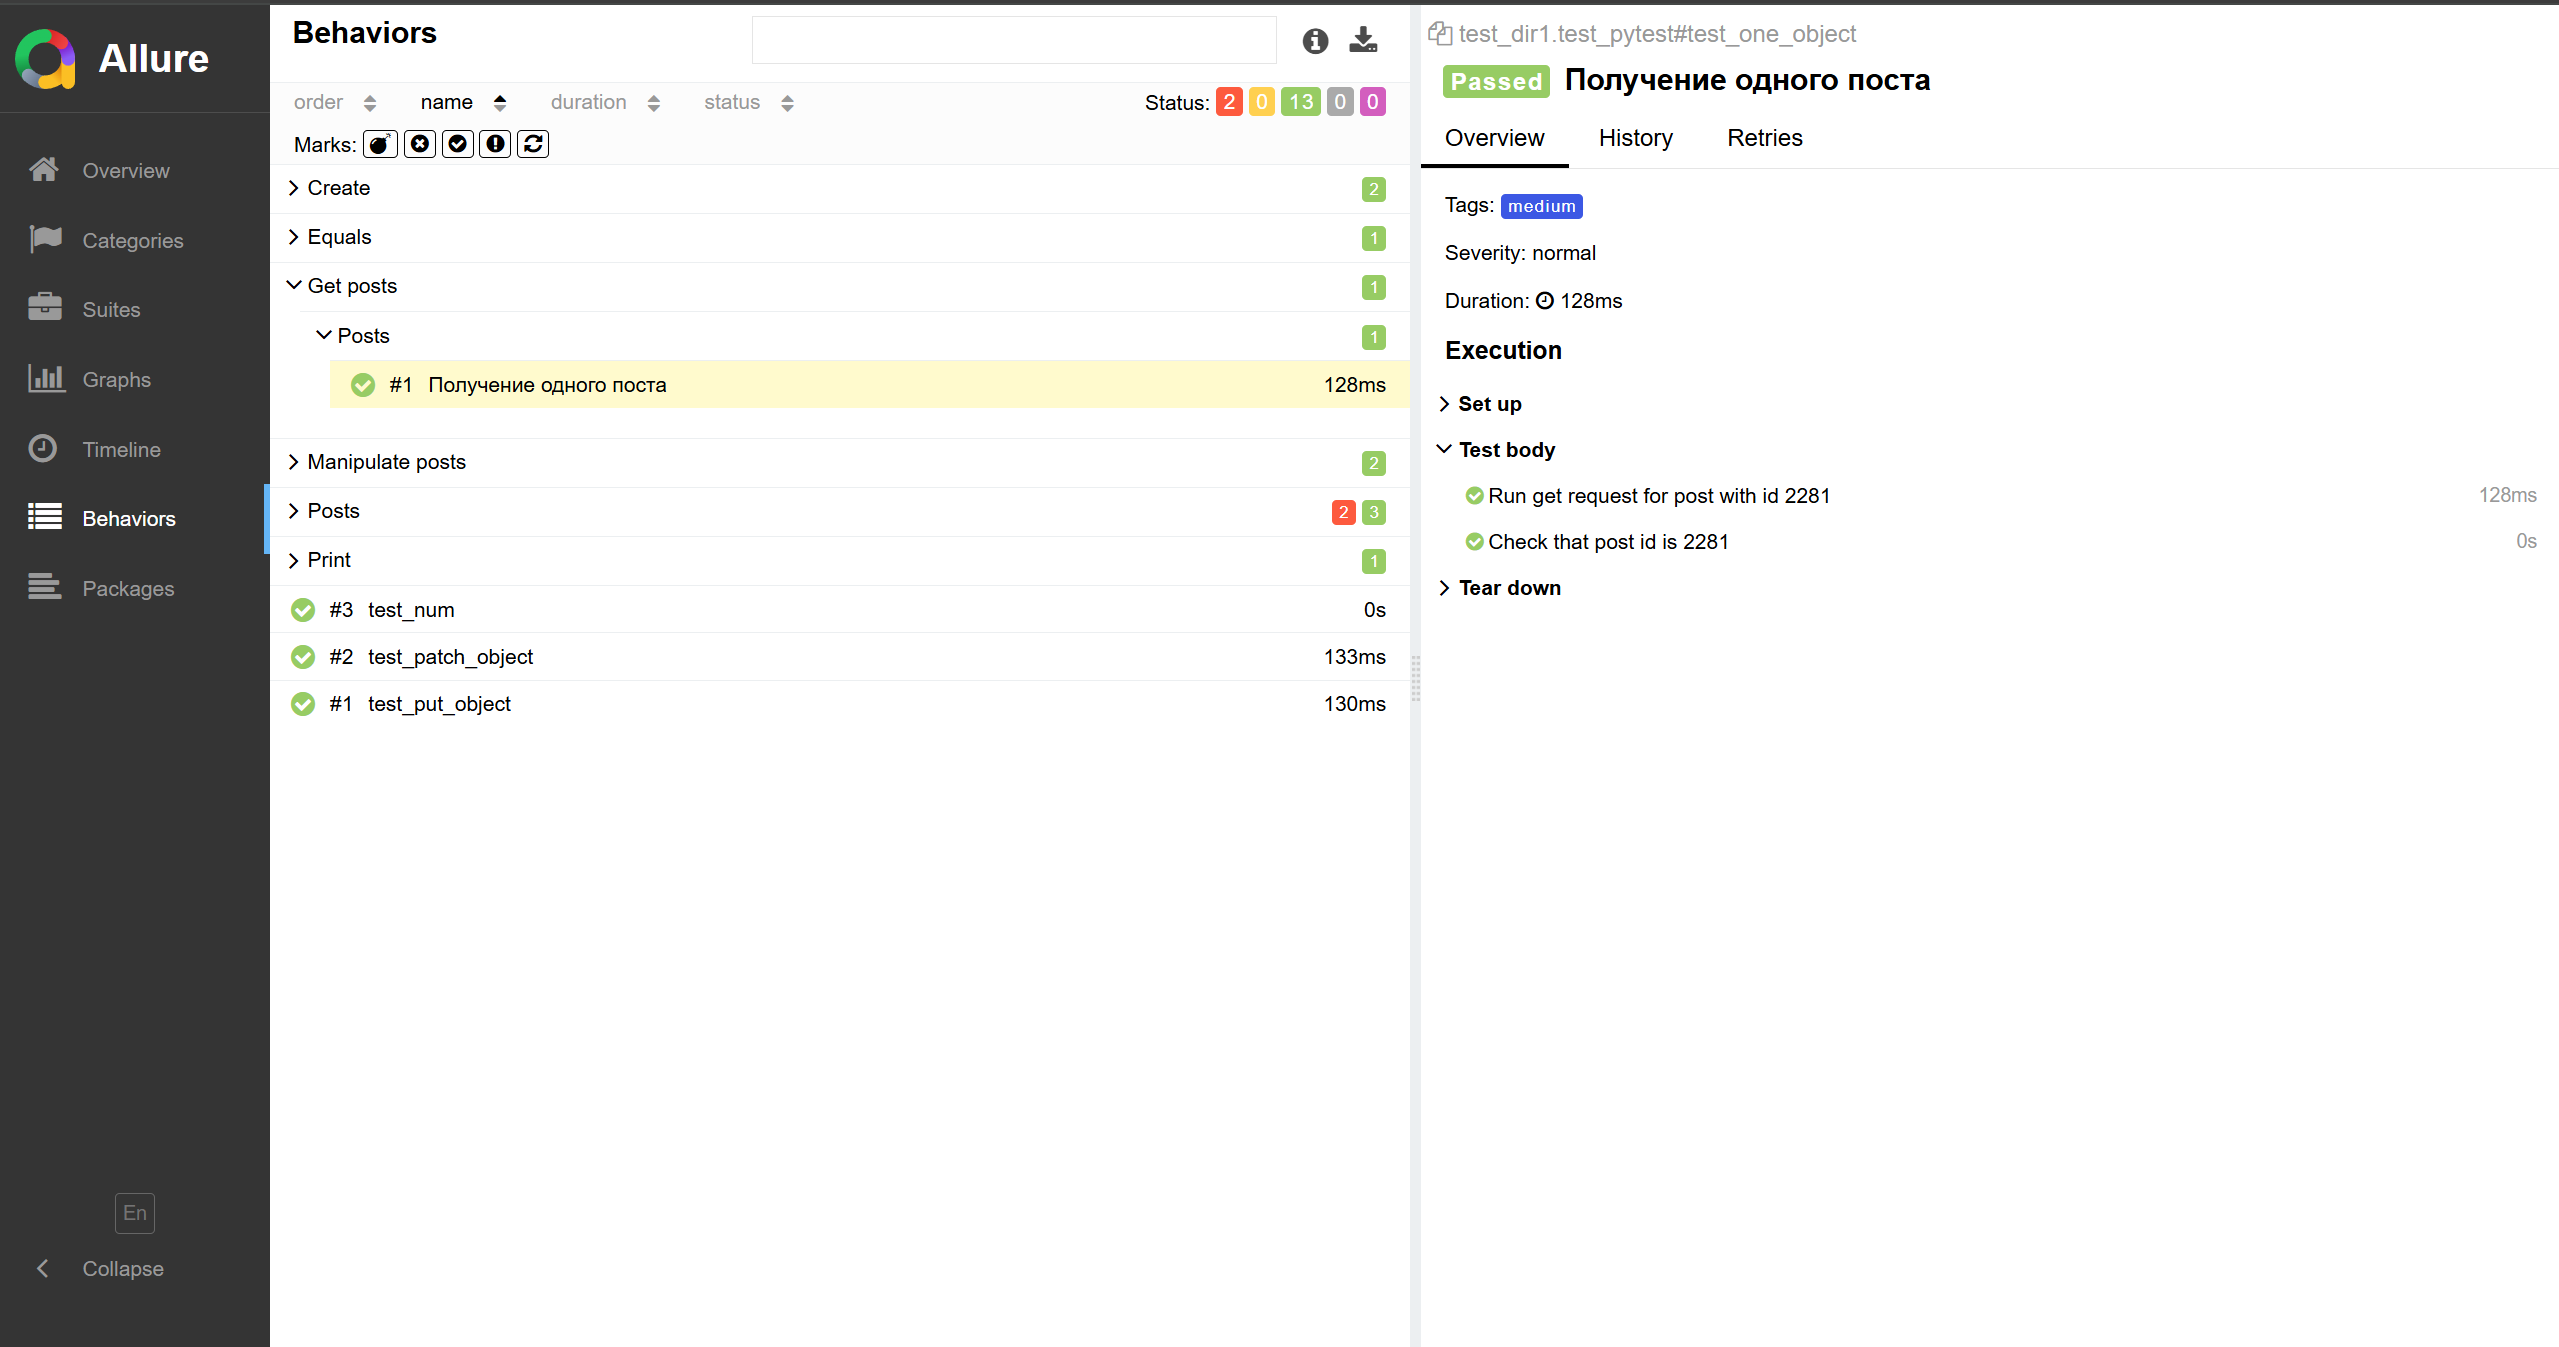 Allure
Overview
Categories
Suites
Graphs
Timeline
Behaviors
Packages
En
Collapse
Behaviors
order name duration status
Status: 2 0 13 0 0
Marks:
Create 2
Equals 1
Get posts 1
Posts 1
#1 Получение одного поста 128ms
Manipulate posts 2
Posts 2 3
Print 1
#3 test_num 0s
#2 test_patch_object 133ms
#1 test_put_object 130ms
test_dir1.test_pytest#test_one_object
Passed Получение одного поста
Overview History Retries
Tags: medium
Severity: normal
Duration: 128ms
Execution
Set up
Test body
Run get request for post with id 2281 128ms
Check that post id is 2281 0s
Tear down